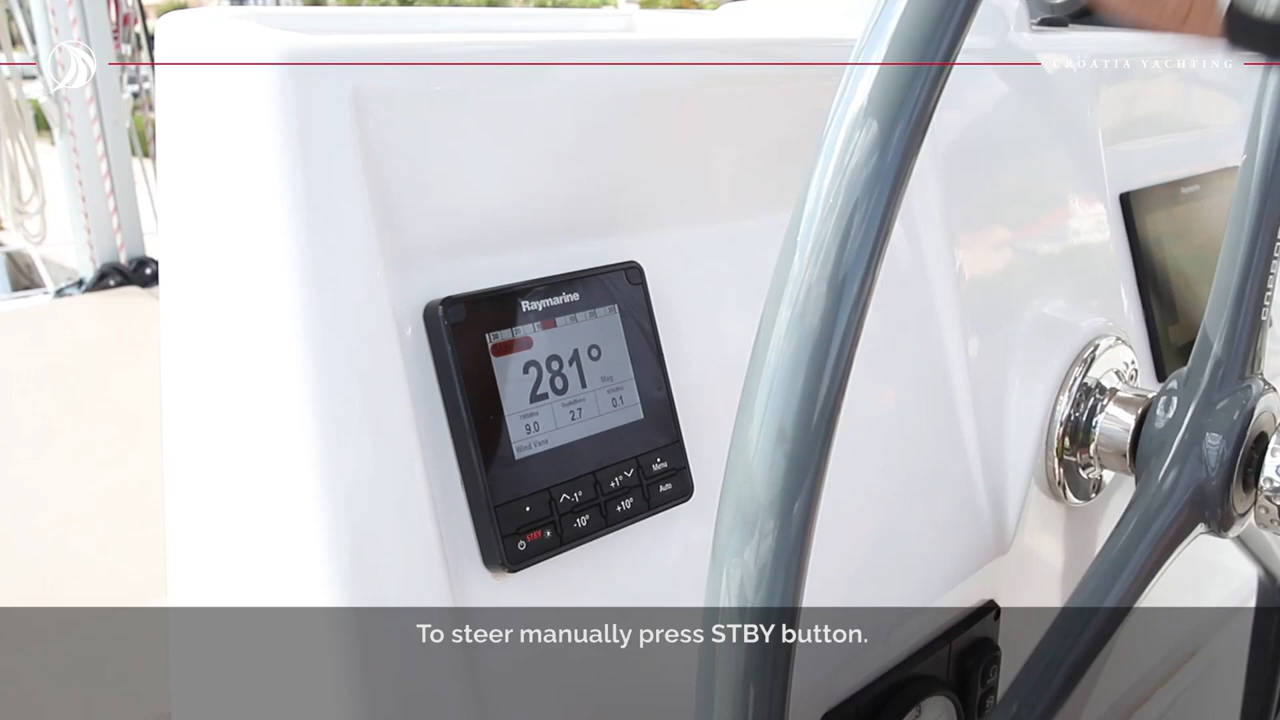 CROATIA YACHTING
Raymarine
281°
Mag
9.0
2.7
0.1
Wind Vane
-1°
+1°
Menu
STBY
-10°
+10°
Auto
To steer manually press STBY button.